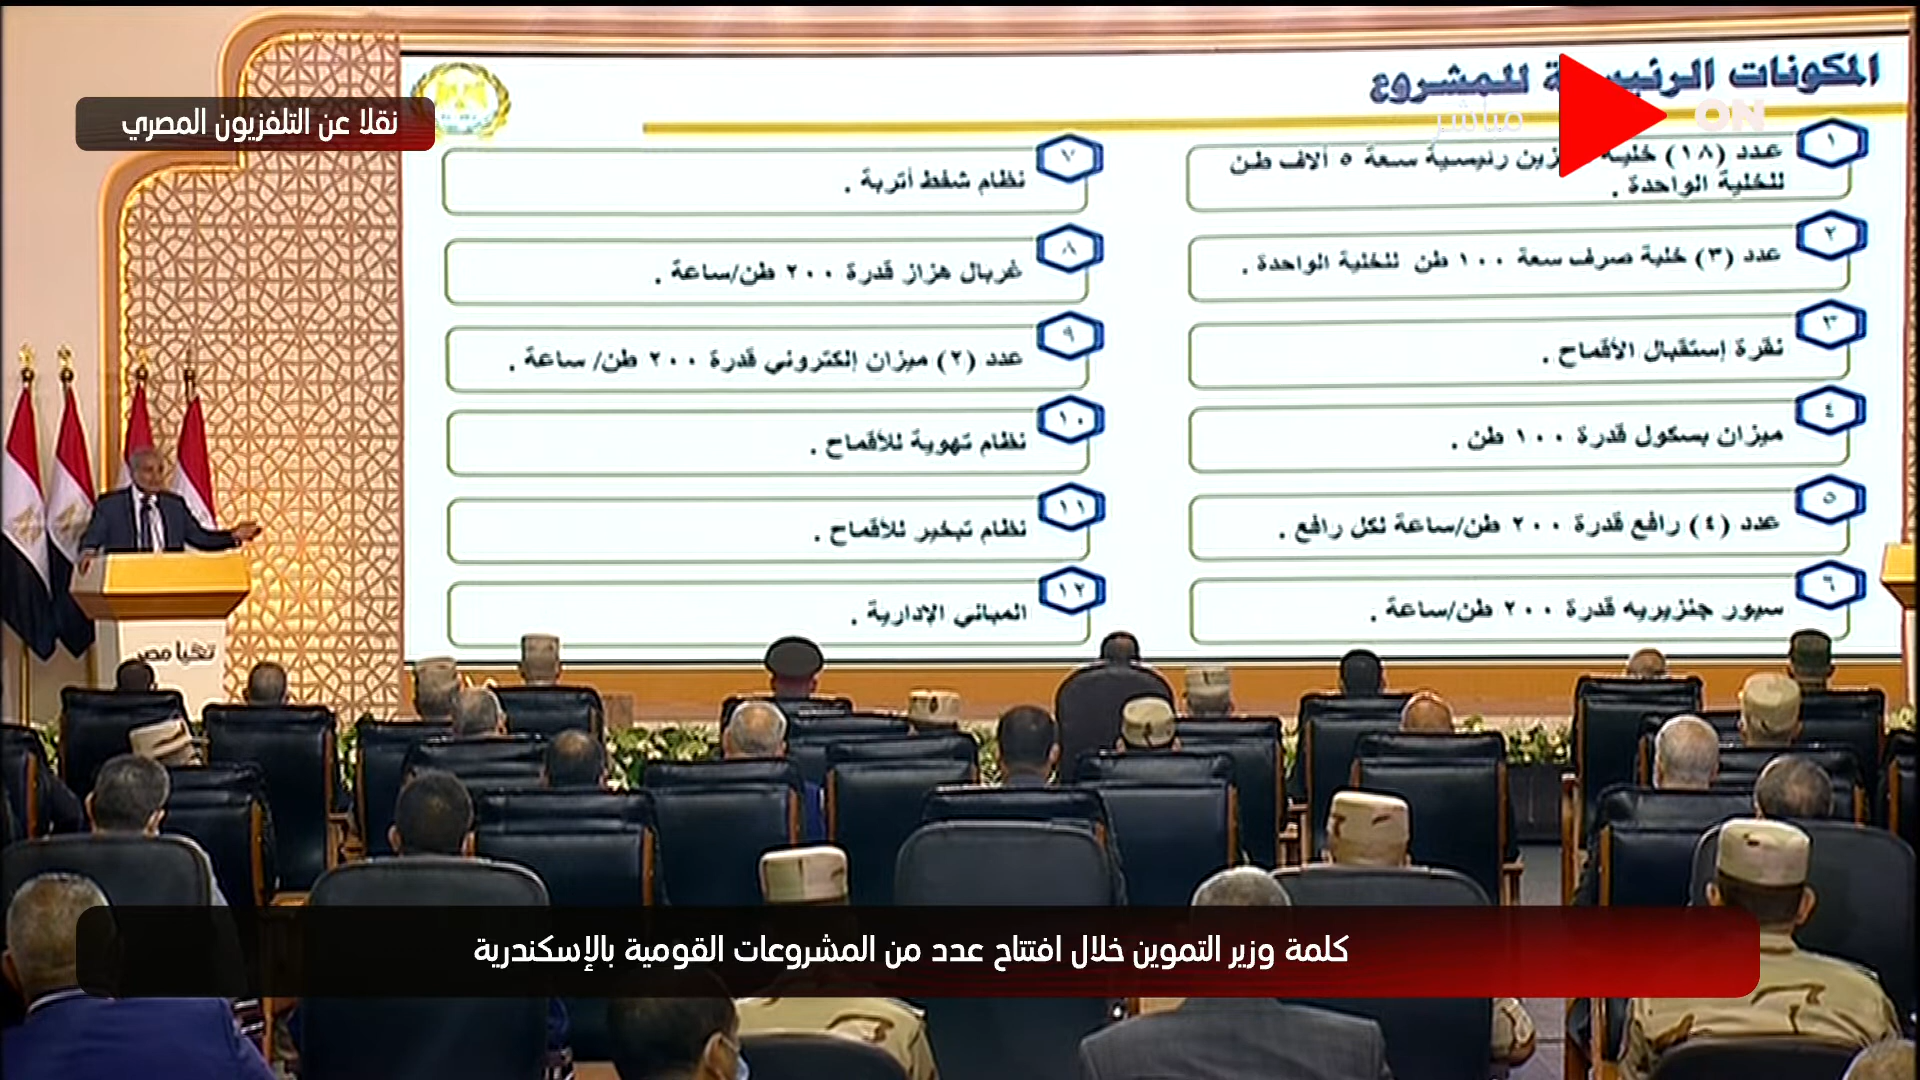 المكونات الرئيسية للمشروع
نقلا عن التلفزيون المصري
مباشر
ON
١
عدد (١٨) خلية تخزين رئيسية سعة ٥ ألاف طن
للخلية الواحدة .
٢
عدد (٣) خلية صرف سعة ١٠٠ طن للخلية الواحدة .
٣
نقرة إستقبال الأقماح .
٤
ميزان بسكول قدرة ١٠٠ طن .
٥
عدد (٤) رافع قدرة ٢٠٠ طن/ساعة لكل رافع .
٦
سيور جنزيريه قدرة ٢٠٠ طن/ساعة .
٧
نظام شفط أتربة .
٨
غربال هزاز قدرة ٢٠٠ طن/ساعة .
٩
عدد (٢) ميزان إلكتروني قدرة ٢٠٠ طن/ ساعة .
١٠
نظام تهوية للأقماح .
١١
نظام تبخير للأقماح .
١٢
المباني الإدارية .
تحيا مصر
كلمة وزير التموين خلال افتتاح عدد من المشروعات القومية بالإسكندرية